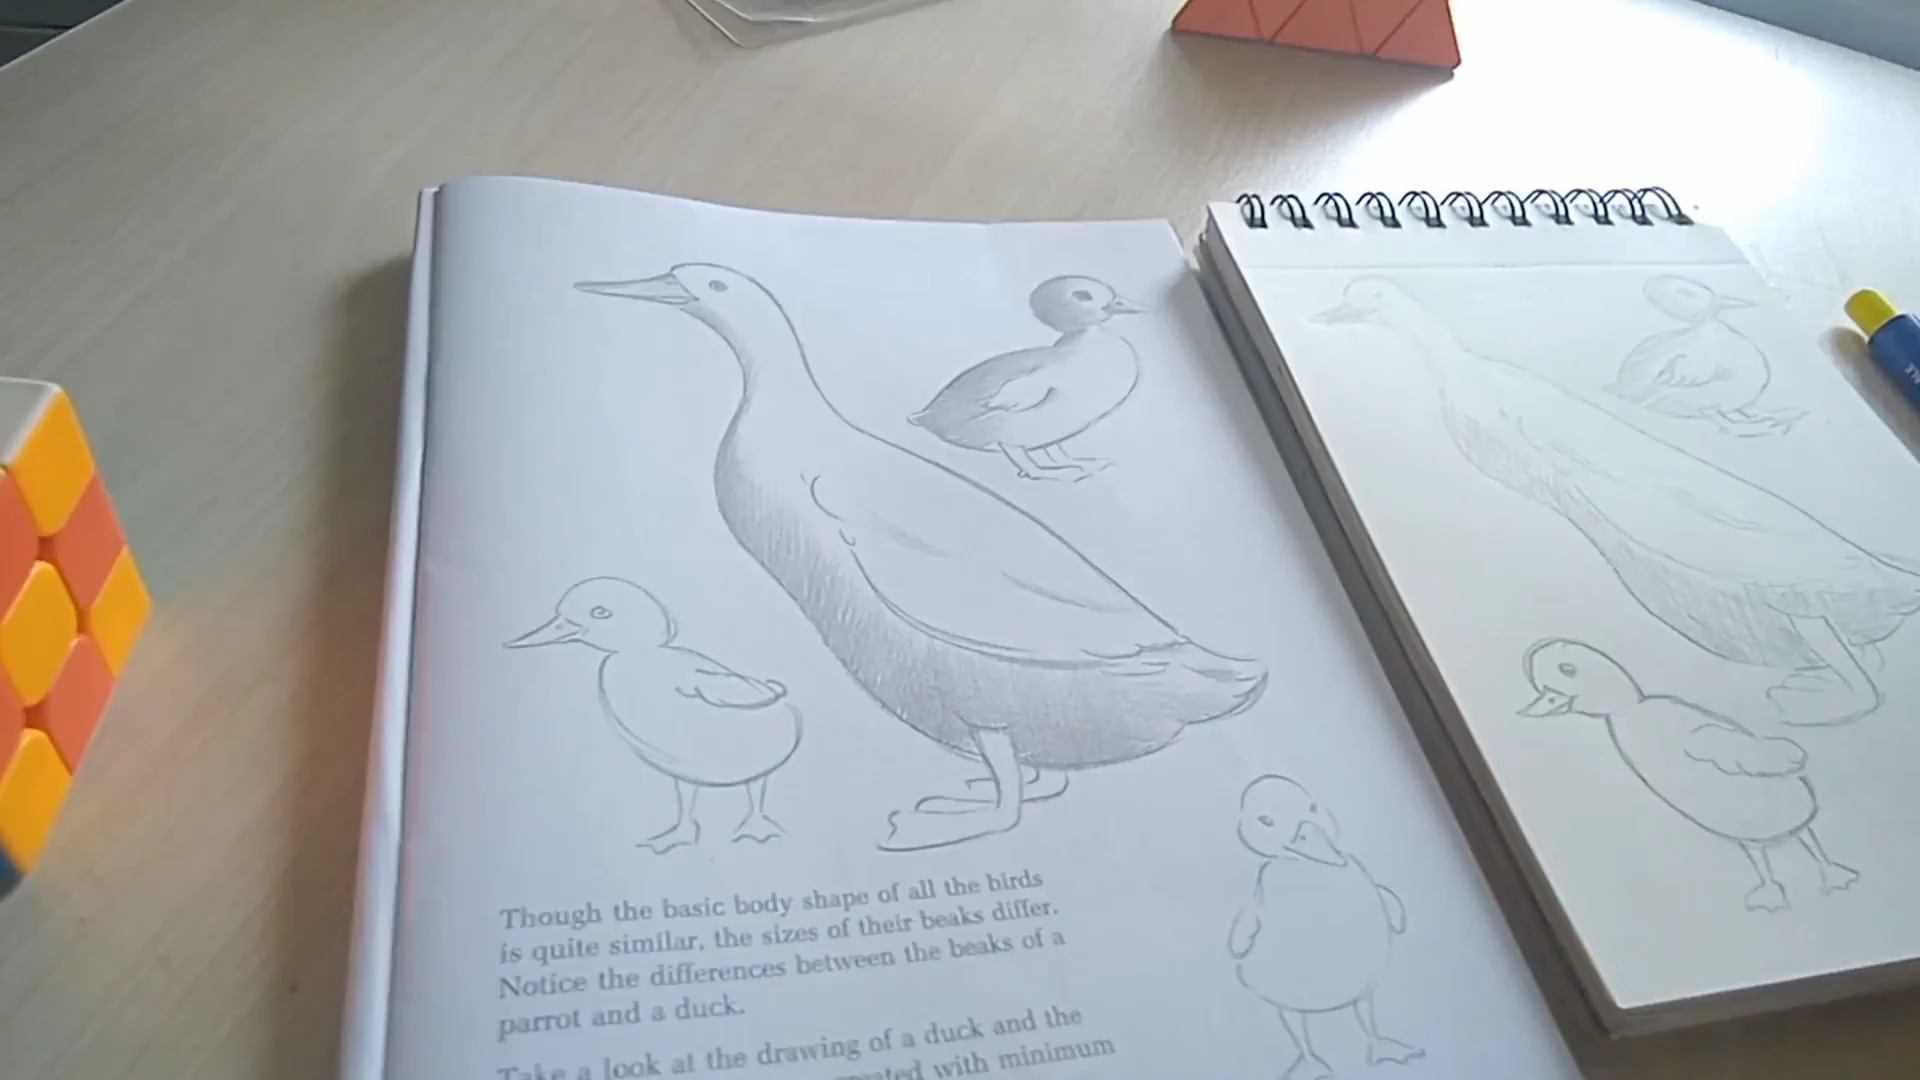 Though the basic body shape of all the birds
is quite similar, the sizes of their beaks differ.
Notice the differences between the beaks of a
parrot and a duck.
Take a look at the drawing of a duck and the
with minimum